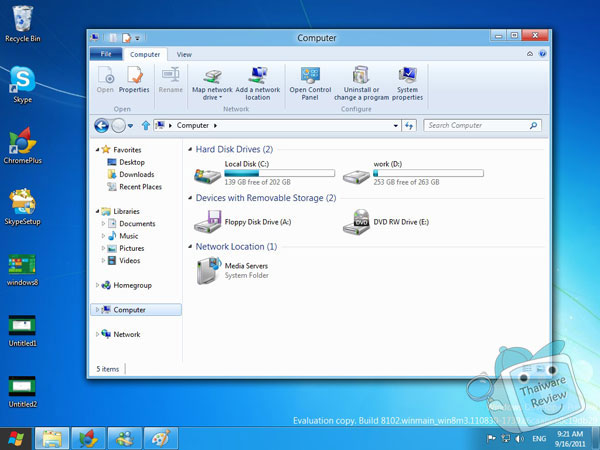 Recycle Bin
Skype
ChromePlus
SkypeSetup
windows8
Untitled1
Untitled2
Computer
File Computer View
Open Properties Rename Map network drive Add a network location Open Control Panel Uninstall or change a program System properties
Open Network Configure
Computer
Search Computer
Favorites
Desktop
Downloads
Recent Places
Libraries
Documents
Music
Pictures
Videos
Homegroup
Computer
Network
Hard Disk Drives (2)
Local Disk (C:)
139 GB free of 202 GB
work (D:)
253 GB free of 263 GB
Devices with Removable Storage (2)
Floppy Disk Drive (A:)
DVD RW Drive (E:)
Network Location (1)
Media Servers
System Folder
5 items
Thaiware
Review
Evaluation copy. Build 8102.winmain_win8m3.110830
ENG
9:21 AM
9/16/2011